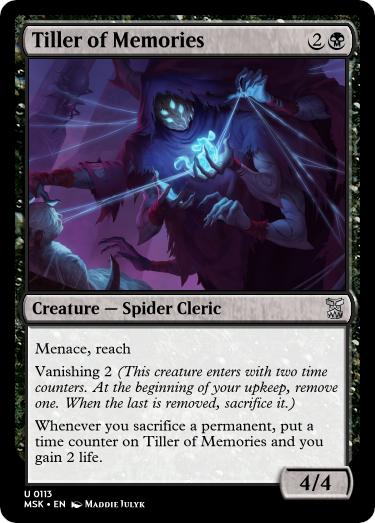 Tiller of Memories 2
Creature — Spider Cleric
Menace, reach
Vanishing 2 (This creature enters with two time
counters. At the beginning of your upkeep, remove
one. When the last is removed, sacrifice it.)
Whenever you sacrifice a permanent, put a
time counter on Tiller of Memories and you
gain 2 life.
4/4
U 0113
MSK • EN Maddie Julyk